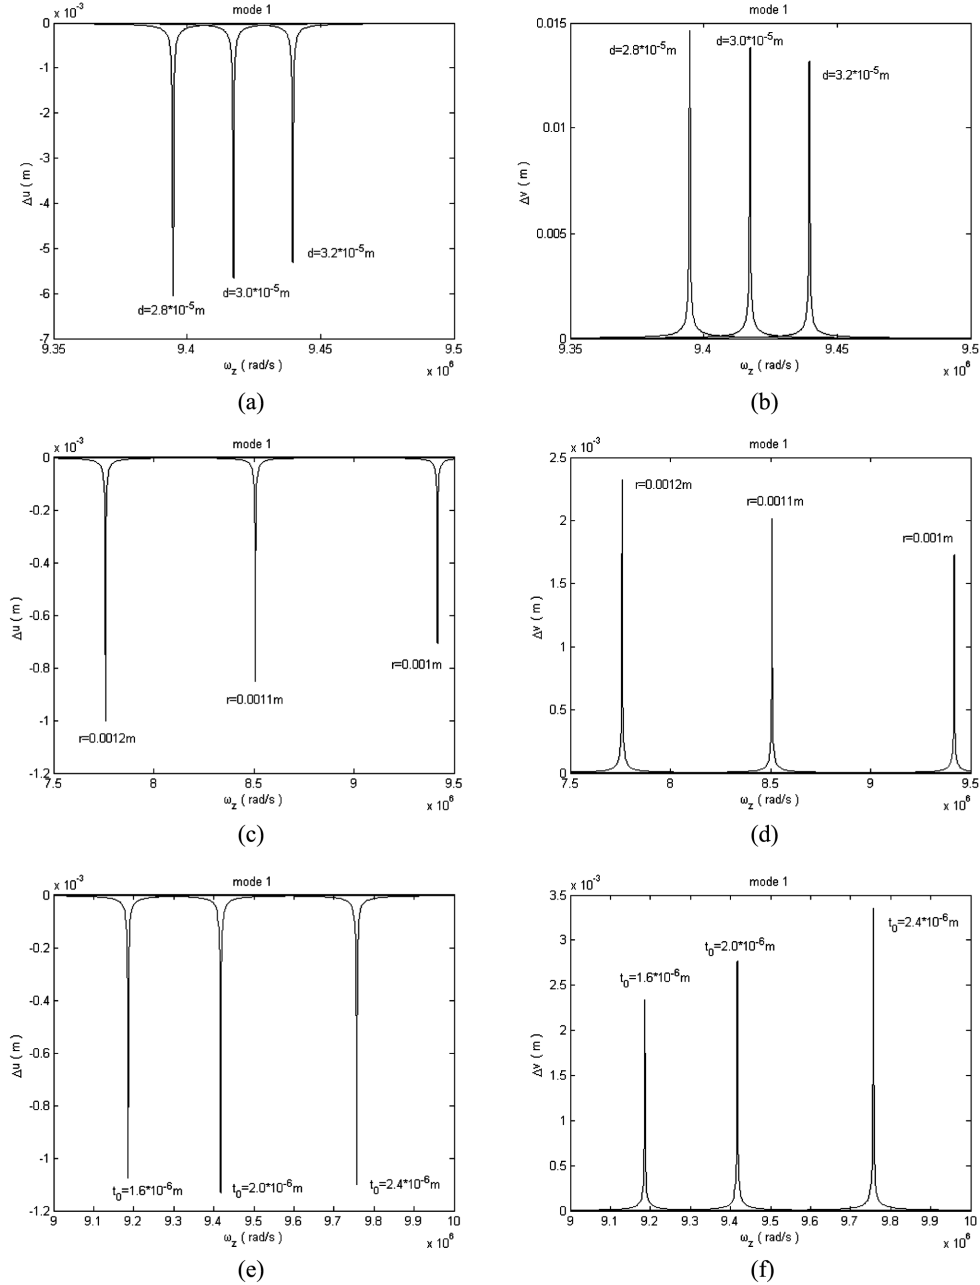 mode 1
x 10⁻³
0
-1
-2
-3
-4
-5
-6
-7
Δu ( m )
d=2.8*10⁻⁵m
d=3.0*10⁻⁵m
d=3.2*10⁻⁵m
9.35 9.4 9.45 9.5
ω_z ( rad/s )
x 10⁶
(a)
mode 1
0.015
0.01
0.005
0
Δv ( m )
d=2.8*10⁻⁵m
d=3.0*10⁻⁵m
d=3.2*10⁻⁵m
9.35 9.4 9.45 9.5
ω_z ( rad/s )
x 10⁶
(b)
mode 1
x 10⁻³
0
-0.2
-0.4
-0.6
-0.8
-1
-1.2
Δu ( m )
r=0.001m
r=0.0011m
r=0.0012m
7.5 8 8.5 9 9.5
ω_z ( rad/s )
x 10⁶
(c)
mode 1
x 10⁻³
2.5
2
1.5
1
0.5
0
Δv ( m )
r=0.0012m
r=0.0011m
r=0.001m
7.5 8 8.5 9 9.5
ω_z ( rad/s )
x 10⁶
(d)
mode 1
x 10⁻³
0
-0.2
-0.4
-0.6
-0.8
-1
-1.2
Δu ( m )
t₀=1.6*10⁻⁶m
t₀=2.0*10⁻⁶m
t₀=2.4*10⁻⁶m
9 9.1 9.2 9.3 9.4 9.5 9.6 9.7 9.8 9.9 10
ω_z ( rad/s )
x 10⁶
(e)
mode 1
x 10⁻³
3.5
3
2.5
2
1.5
1
0.5
0
Δv ( m )
t₀=2.4*10⁻⁶m
t₀=2.0*10⁻⁶m
t₀=1.6*10⁻⁶m
9 9.1 9.2 9.3 9.4 9.5 9.6 9.7 9.8 9.9 10
ω_z ( rad/s )
x 10⁶
(f)